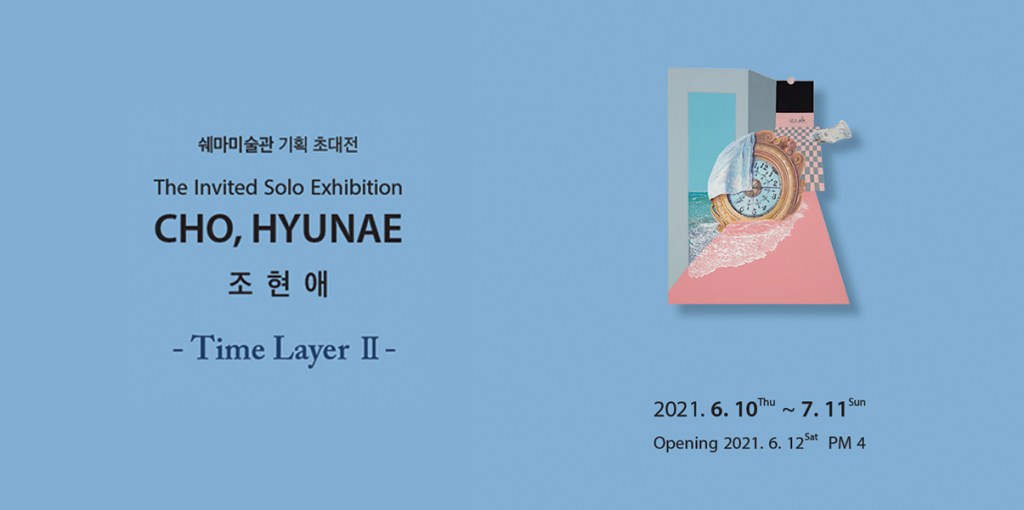 쉐마미술관 기획 초대전
The Invited Solo Exhibition
CHO, HYUNAE
조 현 애
- Time Layer Ⅱ -
2021. 6. 10Thu ~ 7. 11Sun
Opening 2021. 6. 12Sat PM 4